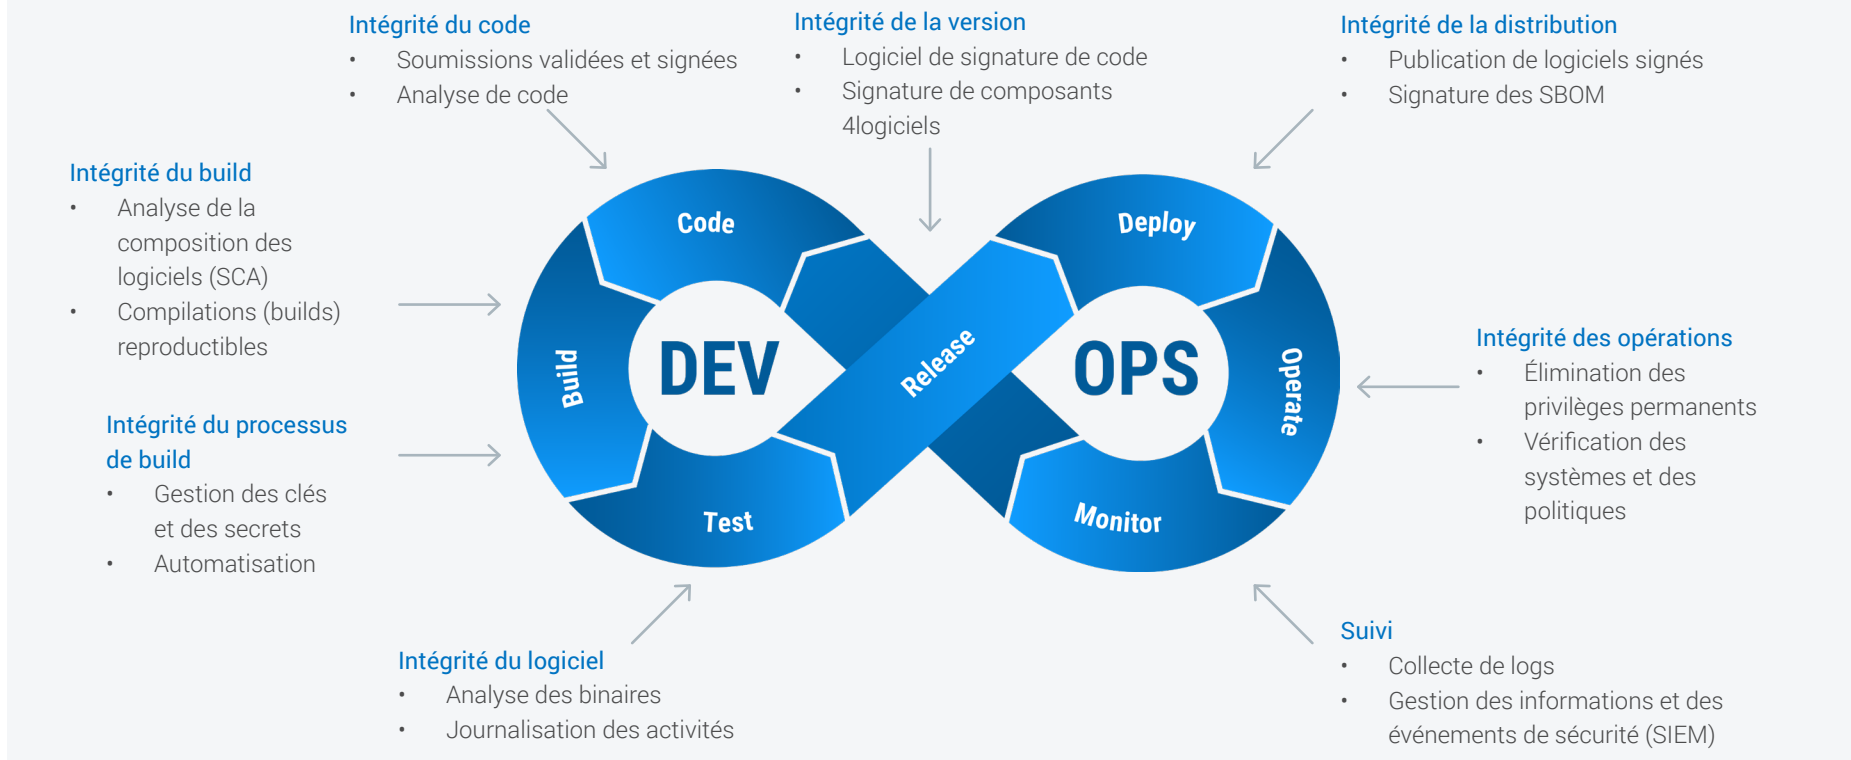 Intégrité du code
• Soumissions validées et signées
• Analyse de code
Intégrité de la version
• Logiciel de signature de code
• Signature de composants
4logiciels
Intégrité de la distribution
• Publication de logiciels signés
• Signature des SBOM
Intégrité du build
• Analyse de la
composition des
logiciels (SCA)
• Compilations (builds)
reproductibles
Intégrité du processus
de build
• Gestion des clés
et des secrets
• Automatisation
Code
Build
DEV
Test
Release
Deploy
OPS
Operate
Monitor
Intégrité des opérations
• Élimination des
privilèges permanents
• Vérification des
systèmes et des
politiques
Intégrité du logiciel
• Analyse des binaires
• Journalisation des activités
Suivi
• Collecte de logs
• Gestion des informations et des
événements de sécurité (SIEM)